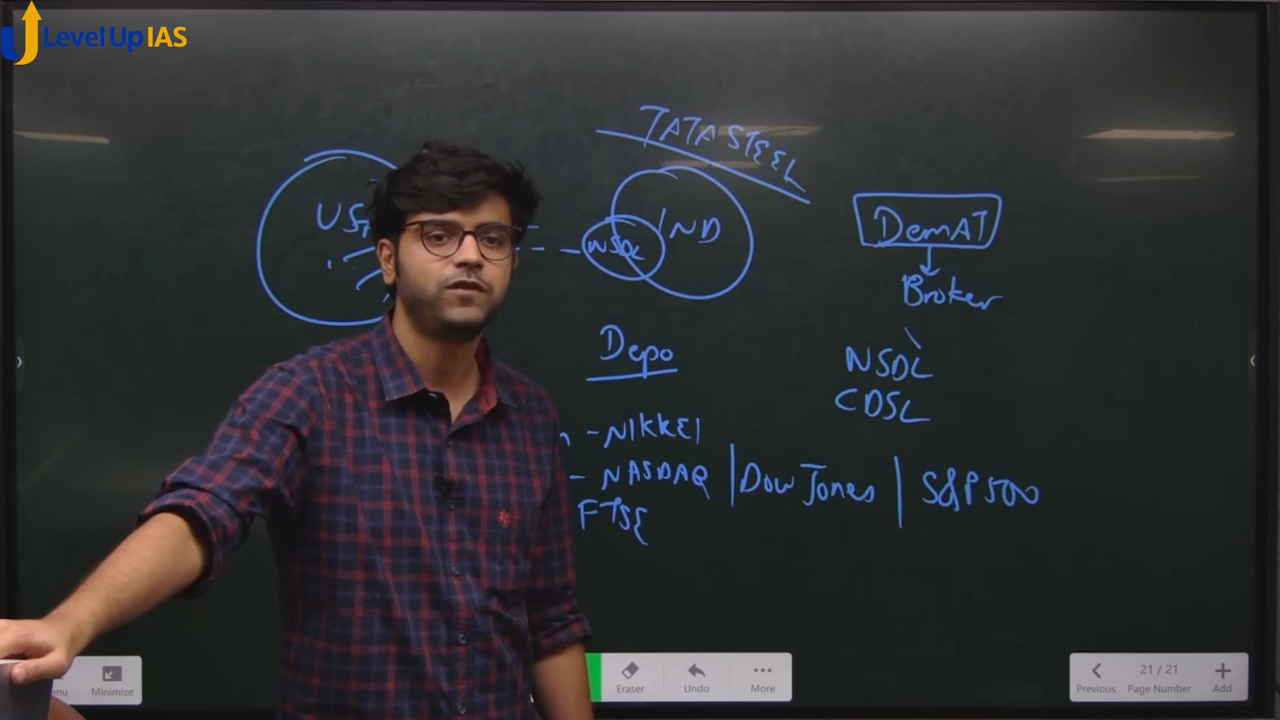 Level Up IAS
TATA STEEL
US
IND
NSDL
DemAT
Broker
Depo
NSDL
CDSL
- NIKKEI
- NASDAQ | Dow Jones | S&P 500
FTSE
Minimize
Eraser
Undo
More
Previous
21 / 21
Page Number
Add